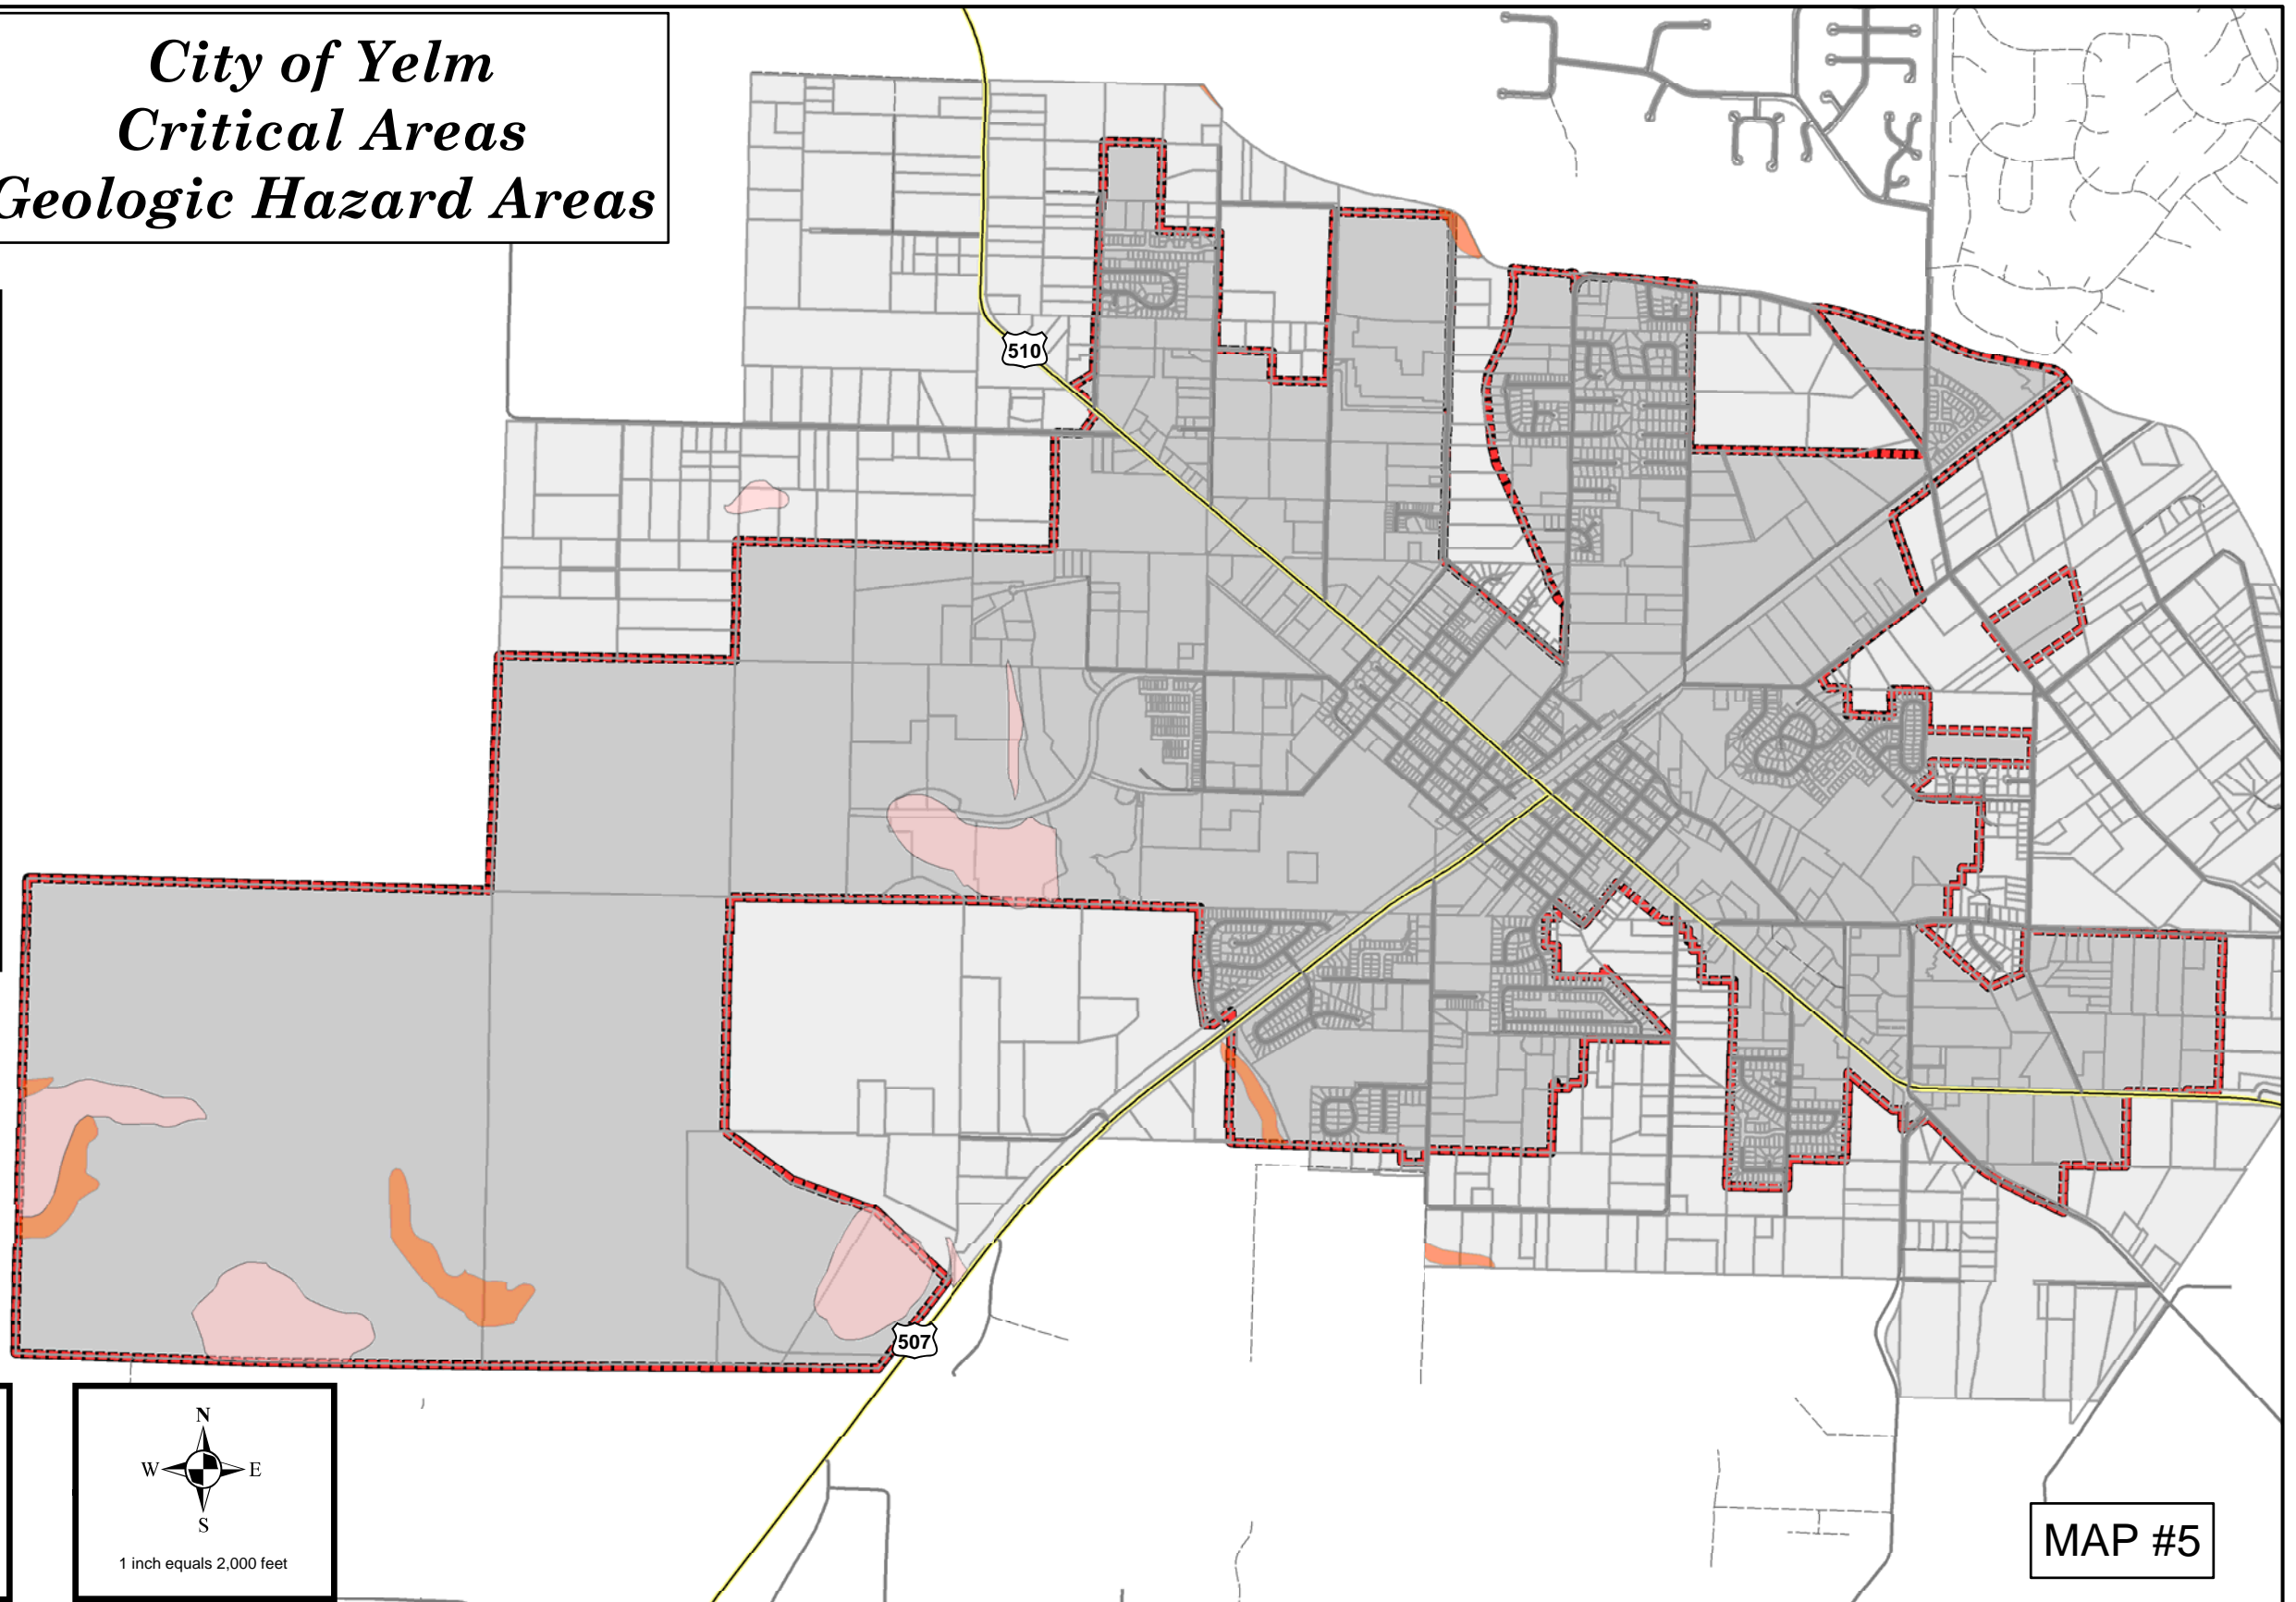 City of Yelm
Critical Areas
Geologic Hazard Areas
510
507
N
W E
S
1 inch equals 2,000 feet
MAP #5